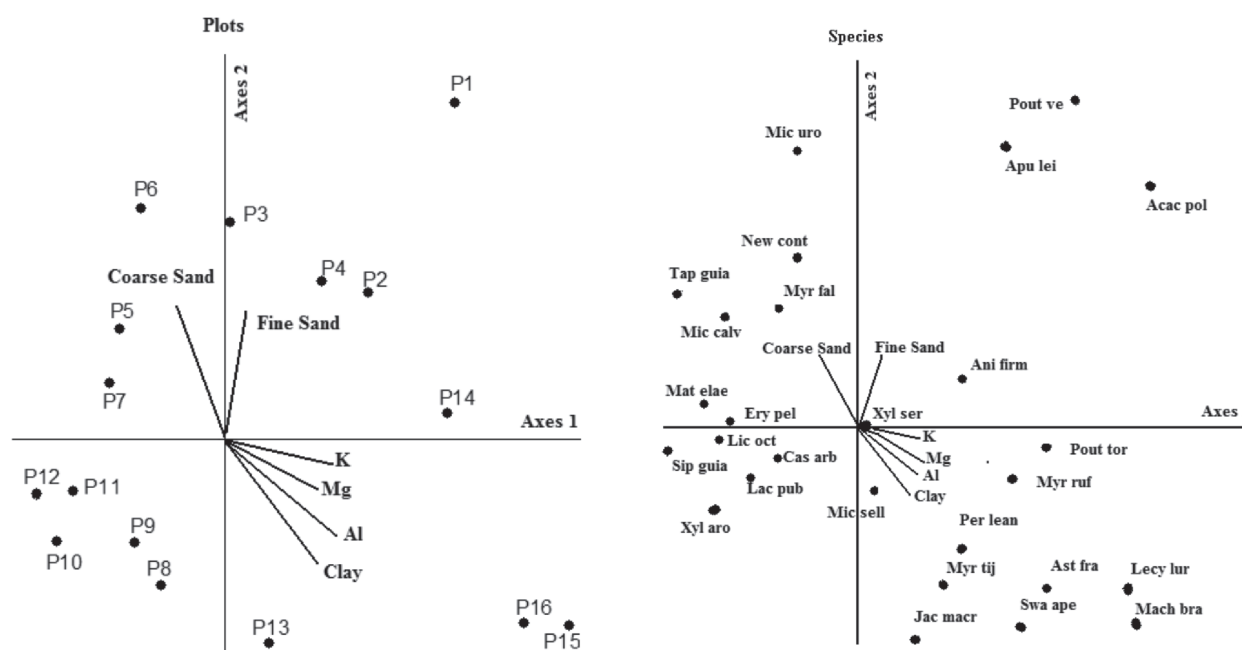 Plots
Axes 2
P1
P6
P3
P4
P2
Coarse Sand
Fine Sand
P5
P7
P14
Axes 1
K
Mg
Al
Clay
P12
P11
P9
P10
P8
P13
P16
P15
Species
Axes 2
Pout ve
Mic uro
Apu lei
Acac pol
New cont
Tap guia
Myr fal
Mic calv
Coarse Sand
Fine Sand
Ani firm
Mat elae
Ery pel
Xyl ser
Axes
K
Lic oct
Pout tor
Sip guia
Cas arb
Mg
Al
Lac pub
Myr ruf
Clay
Mic sell
Xyl aro
Per lean
Myr tij
Ast fra
Lecy lur
Jac macr
Swa ape
Mach bra